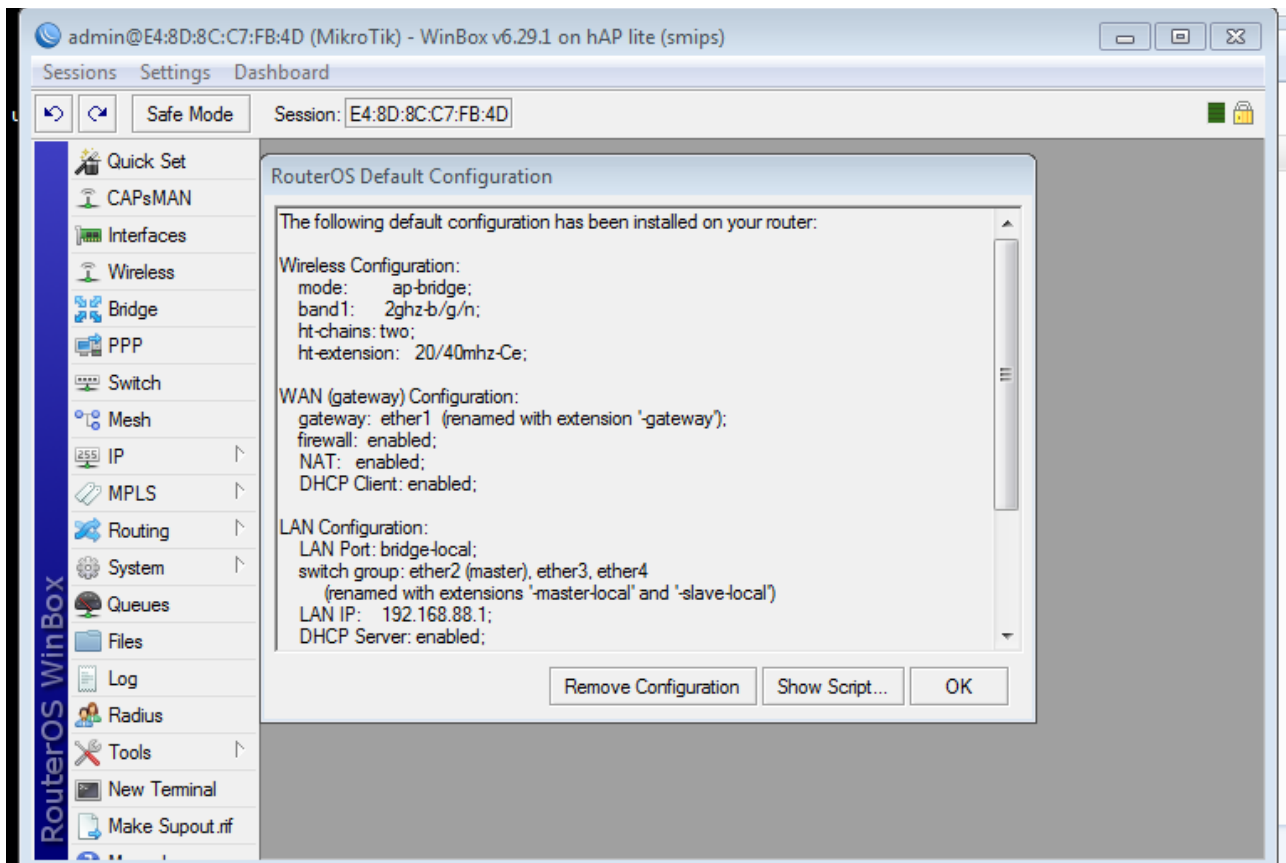 admin@E4:8D:8C:C7:FB:4D (MikroTik) - WinBox v6.29.1 on hAP lite (smips)
Sessions Settings Dashboard
Safe Mode Session: E4:8D:8C:C7:FB:4D
Quick Set
CAPsMAN
Interfaces
Wireless
Bridge
PPP
Switch
Mesh
IP
MPLS
Routing
System
Queues
Files
Log
Radius
Tools
New Terminal
Make Supout.rif
RouterOS WinBox
RouterOS Default Configuration
The following default configuration has been installed on your router:
Wireless Configuration:
mode: ap-bridge;
band1: 2ghz-b/g/n;
ht-chains: two;
ht-extension: 20/40mhz-Ce;
WAN (gateway) Configuration:
gateway: ether1 (renamed with extension '-gateway');
firewall: enabled;
NAT: enabled;
DHCP Client: enabled;
LAN Configuration:
LAN Port: bridge-local;
switch group: ether2 (master), ether3, ether4
(renamed with extensions '-master-local' and '-slave-local')
LAN IP: 192.168.88.1;
DHCP Server: enabled;
Remove Configuration Show Script... OK